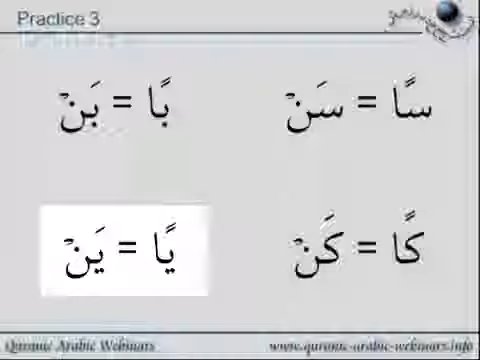 Practice 3
سًا = سَنْ
بًا = بَنْ
كًا = كَنْ
يًا = يَنْ
Quranic Arabic Webinars
www.quranic-arabic-webinars.info